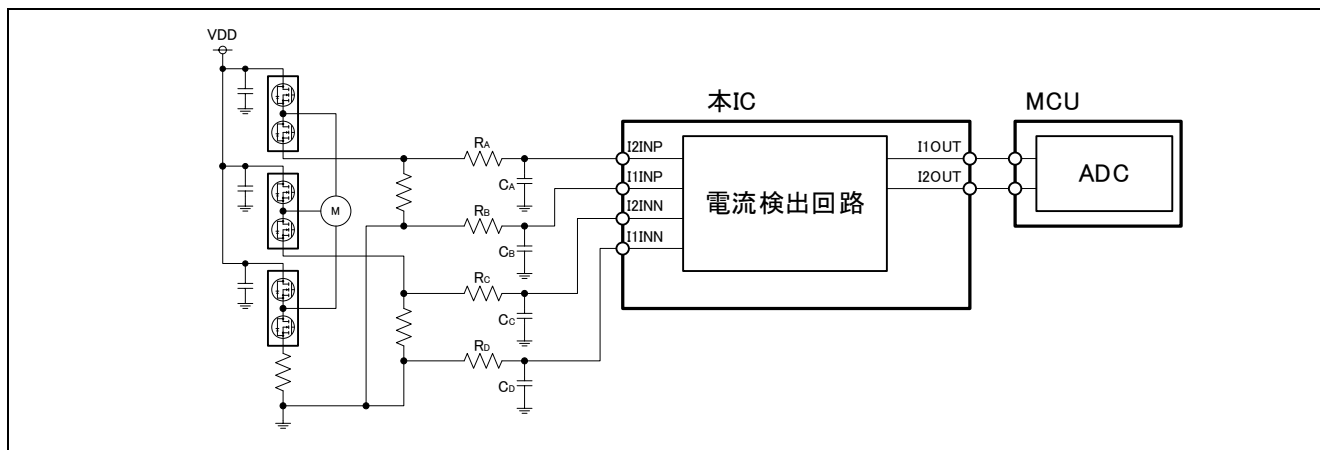 VDD
M
RA
CA
RB
CB
RC
CC
RD
CD
本IC
I2INP
I1INP
I2INN
I1INN
電流検出回路
I1OUT
I2OUT
MCU
ADC